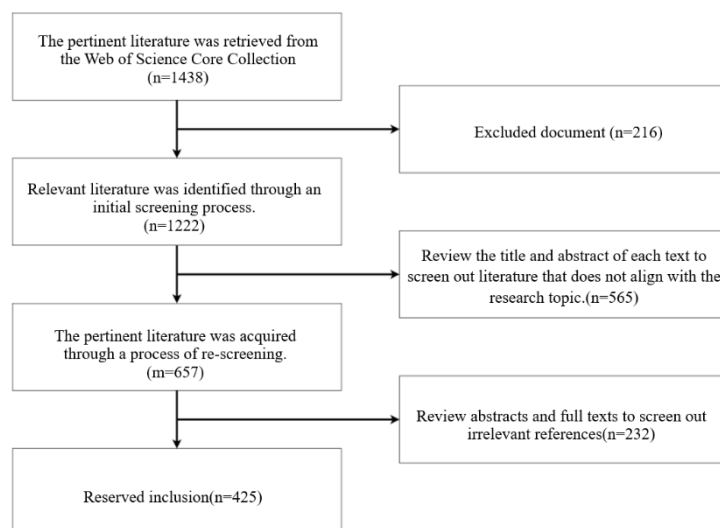 The pertinent literature was retrieved from
the Web of Science Core Collection
(n=1438)
Excluded document (n=216)
Relevant literature was identified through an
initial screening process.
(n=1222)
Review the title and abstract of each text to
screen out literature that does not align with the
research topic.(n=565)
The pertinent literature was acquired
through a process of re-screening.
(m=657)
Review abstracts and full texts to screen out
irrelevant references(n=232)
Reserved inclusion(n=425)